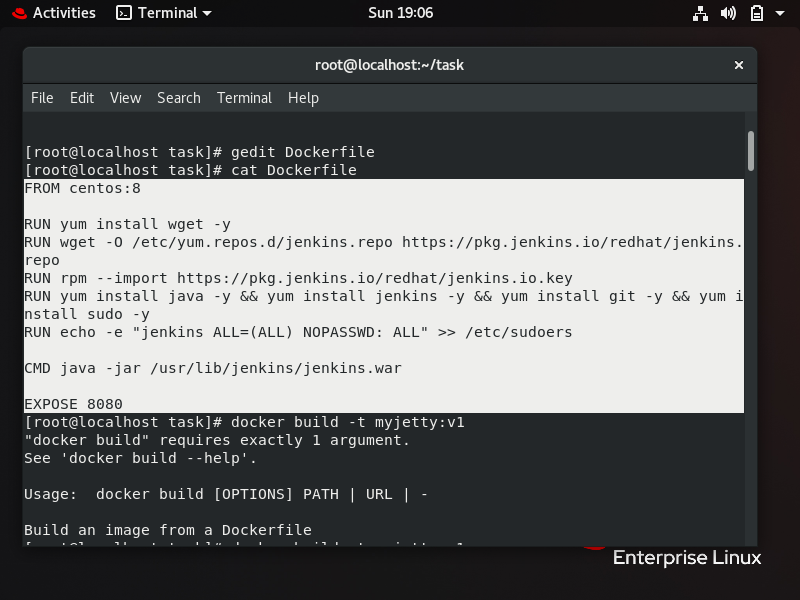 Activities
Terminal
Sun 19:06
root@localhost:~/task
File Edit View Search Terminal Help
[root@localhost task]# gedit Dockerfile
[root@localhost task]# cat Dockerfile
FROM centos:8
RUN yum install wget -y
RUN wget -O /etc/yum.repos.d/jenkins.repo https://pkg.jenkins.io/redhat/jenkins.
repo
RUN rpm --import https://pkg.jenkins.io/redhat/jenkins.io.key
RUN yum install java -y && yum install jenkins -y && yum install git -y && yum i
nstall sudo -y
RUN echo -e "jenkins ALL=(ALL) NOPASSWD: ALL" >> /etc/sudoers
CMD java -jar /usr/lib/jenkins/jenkins.war
EXPOSE 8080
[root@localhost task]# docker build -t myjetty:v1
"docker build" requires exactly 1 argument.
See 'docker build --help'.
Usage:  docker build [OPTIONS] PATH | URL | -
Build an image from a Dockerfile
Enterprise Linux